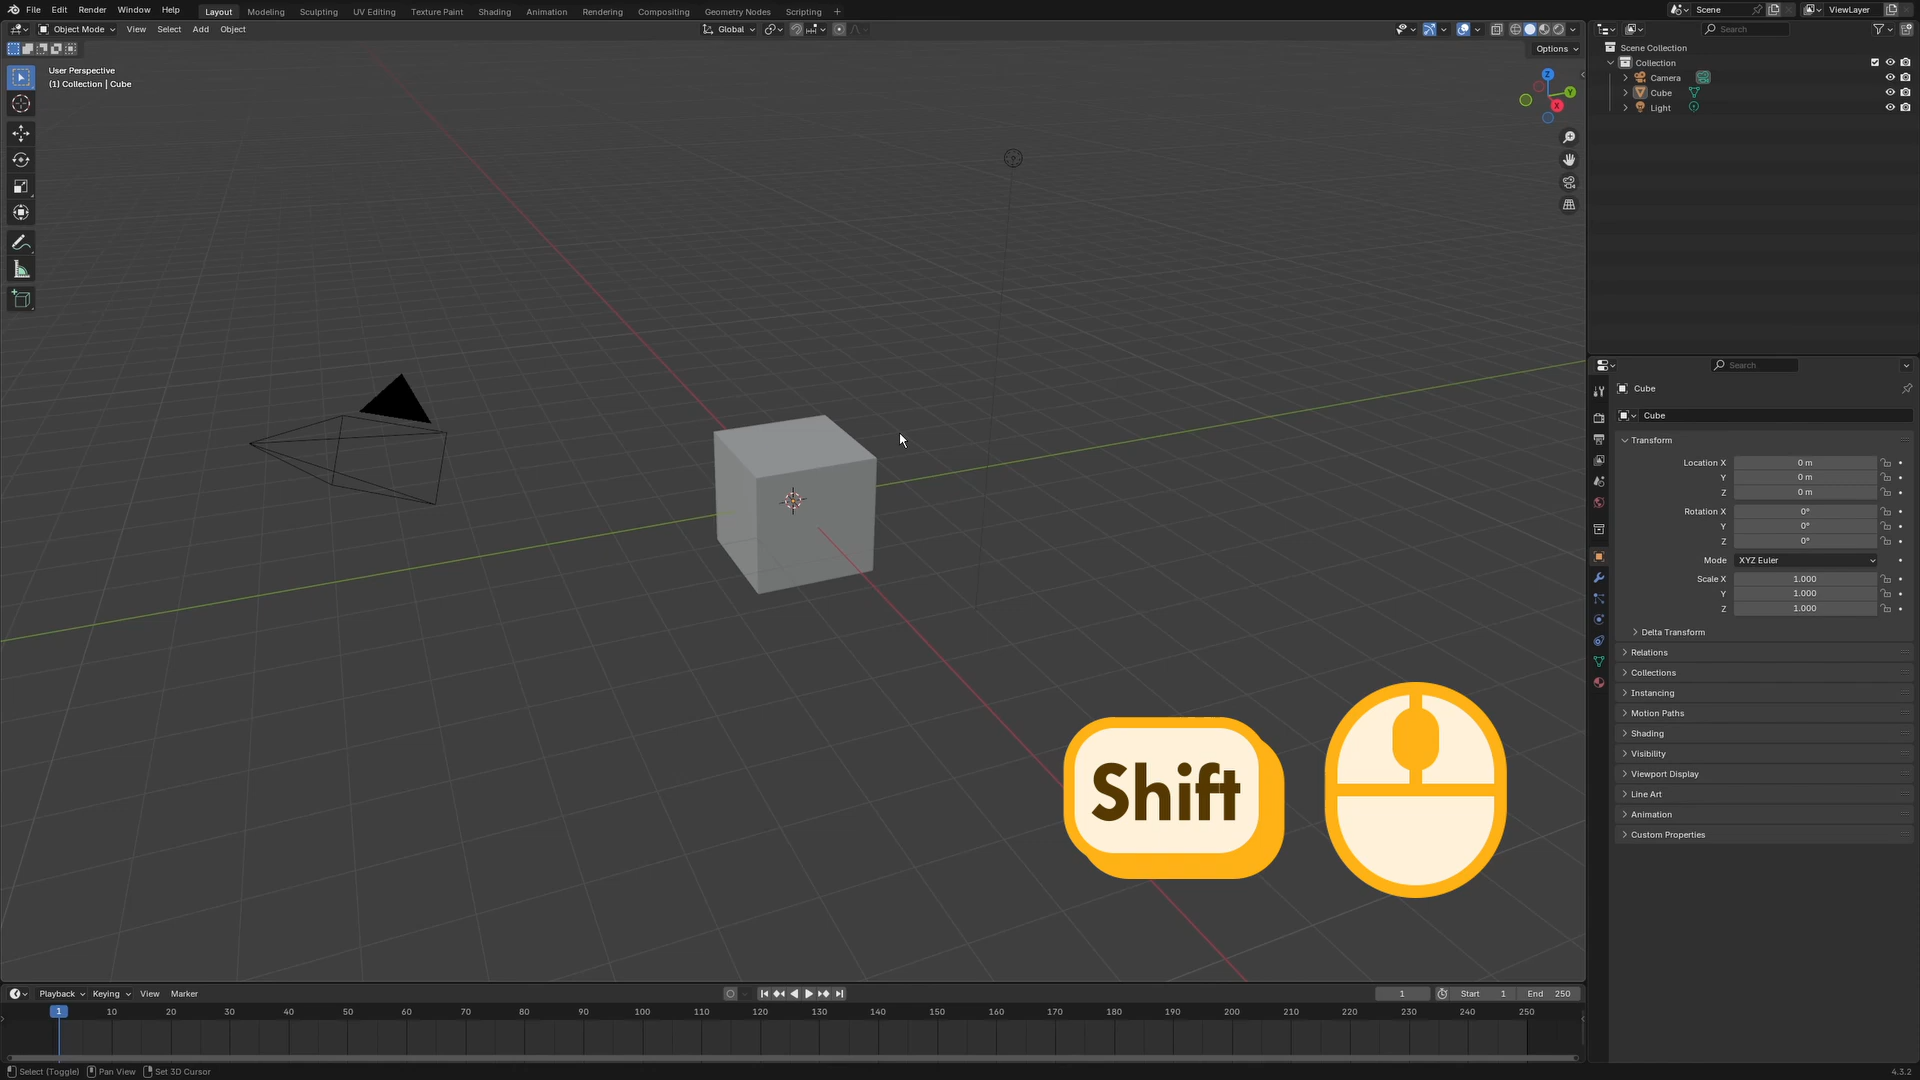 File Edit Render Window Help Layout Modeling Sculpting UV Editing Texture Paint Shading Animation Rendering Compositing Geometry Nodes Scripting + Scene ViewLayer
Object Mode View Select Add Object Global
Search
Options
User Perspective
(1) Collection | Cube
Scene Collection
Collection
Camera
Cube
Light
Z
Y
X
Search
Cube
Cube
Transform
Location X 0 m
Y 0 m
Z 0 m
Rotation X 0°
Y 0°
Z 0°
Mode XYZ Euler
Scale X 1.000
Y 1.000
Z 1.000
Delta Transform
Relations
Collections
Instancing
Motion Paths
Shading
Visibility
Viewport Display
Line Art
Animation
Custom Properties
Shift
Playback Keying View Marker 1 Start 1 End 250
1 10 20 30 40 50 60 70 80 90 100 110 120 130 140 150 160 170 180 190 200 210 220 230 240 250
Select (Toggle) Pan View Set 3D Cursor 4.3.2